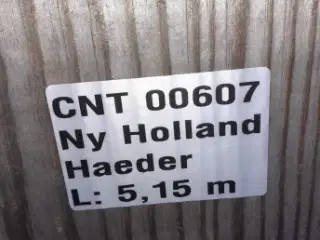 CNT 00607
Ny Holland
Haeder
L: 5,15 m